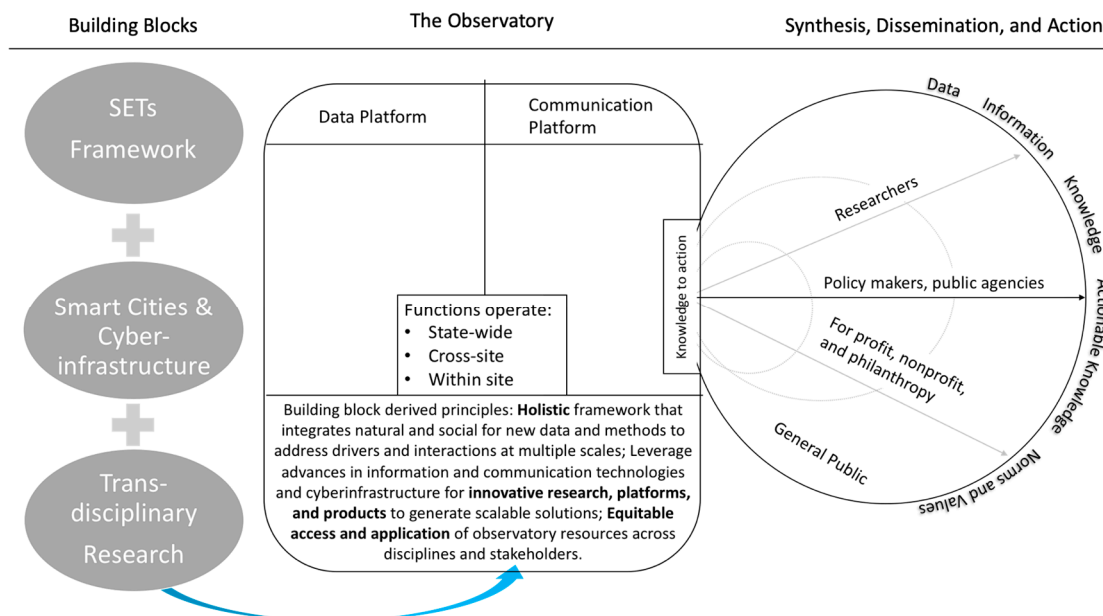 Building Blocks
The Observatory
Synthesis, Dissemination, and Action
SETs
Framework
Smart Cities &
Cyber-
infrastructure
Trans-
disciplinary
Research
Data Platform
Communication
Platform
Functions operate:
• State-wide
• Cross-site
• Within site
Building block derived principles: Holistic framework that
integrates natural and social for new data and methods to
address drivers and interactions at multiple scales; Leverage
advances in information and communication technologies
and cyberinfrastructure for innovative research, platforms,
and products to generate scalable solutions; Equitable
access and application of observatory resources across
disciplines and stakeholders.
Knowledge to action
Researchers
Policy makers, public agencies
For profit, nonprofit,
and philanthropy
General Public
Data
Information
Knowledge
Actionable Knowledge
Norms and Values